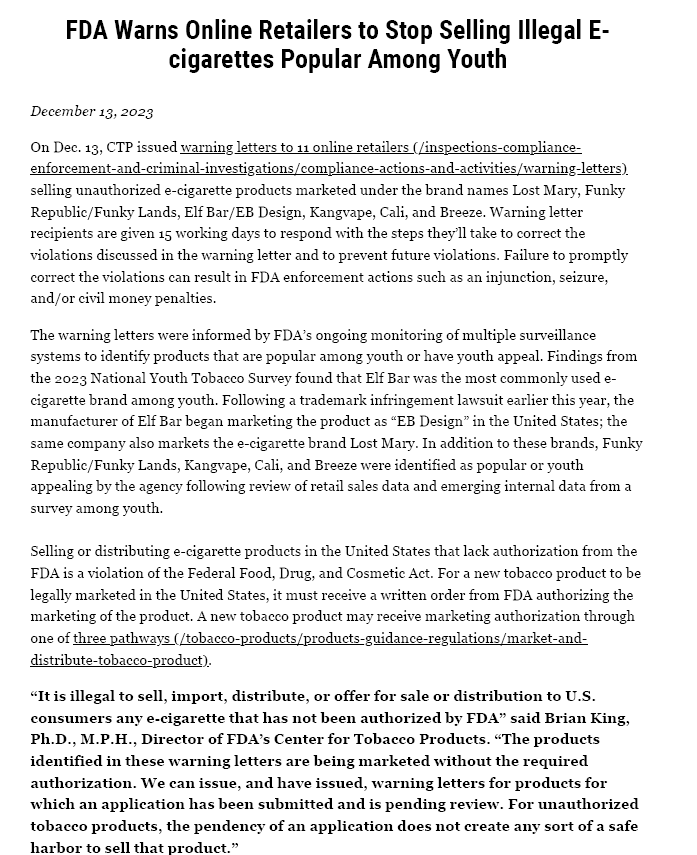 FDA Warns Online Retailers to Stop Selling Illegal E-
cigarettes Popular Among Youth
December 13, 2023
On Dec. 13, CTP issued warning letters to 11 online retailers (/inspections-compliance-
enforcement-and-criminal-investigations/compliance-actions-and-activities/warning-letters)
selling unauthorized e-cigarette products marketed under the brand names Lost Mary, Funky
Republic/Funky Lands, Elf Bar/EB Design, Kangvape, Cali, and Breeze. Warning letter
recipients are given 15 working days to respond with the steps they’ll take to correct the
violations discussed in the warning letter and to prevent future violations. Failure to promptly
correct the violations can result in FDA enforcement actions such as an injunction, seizure,
and/or civil money penalties.
The warning letters were informed by FDA’s ongoing monitoring of multiple surveillance
systems to identify products that are popular among youth or have youth appeal. Findings from
the 2023 National Youth Tobacco Survey found that Elf Bar was the most commonly used e-
cigarette brand among youth. Following a trademark infringement lawsuit earlier this year, the
manufacturer of Elf Bar began marketing the product as “EB Design” in the United States; the
same company also markets the e-cigarette brand Lost Mary. In addition to these brands, Funky
Republic/Funky Lands, Kangvape, Cali, and Breeze were identified as popular or youth
appealing by the agency following review of retail sales data and emerging internal data from a
survey among youth.
Selling or distributing e-cigarette products in the United States that lack authorization from the
FDA is a violation of the Federal Food, Drug, and Cosmetic Act. For a new tobacco product to be
legally marketed in the United States, it must receive a written order from FDA authorizing the
marketing of the product. A new tobacco product may receive marketing authorization through
one of three pathways (/tobacco-products/products-guidance-regulations/market-and-
distribute-tobacco-product).
“It is illegal to sell, import, distribute, or offer for sale or distribution to U.S.
consumers any e-cigarette that has not been authorized by FDA” said Brian King,
Ph.D., M.P.H., Director of FDA’s Center for Tobacco Products. “The products
identified in these warning letters are being marketed without the required
authorization. We can issue, and have issued, warning letters for products for
which an application has been submitted and is pending review. For unauthorized
tobacco products, the pendency of an application does not create any sort of a safe
harbor to sell that product.”